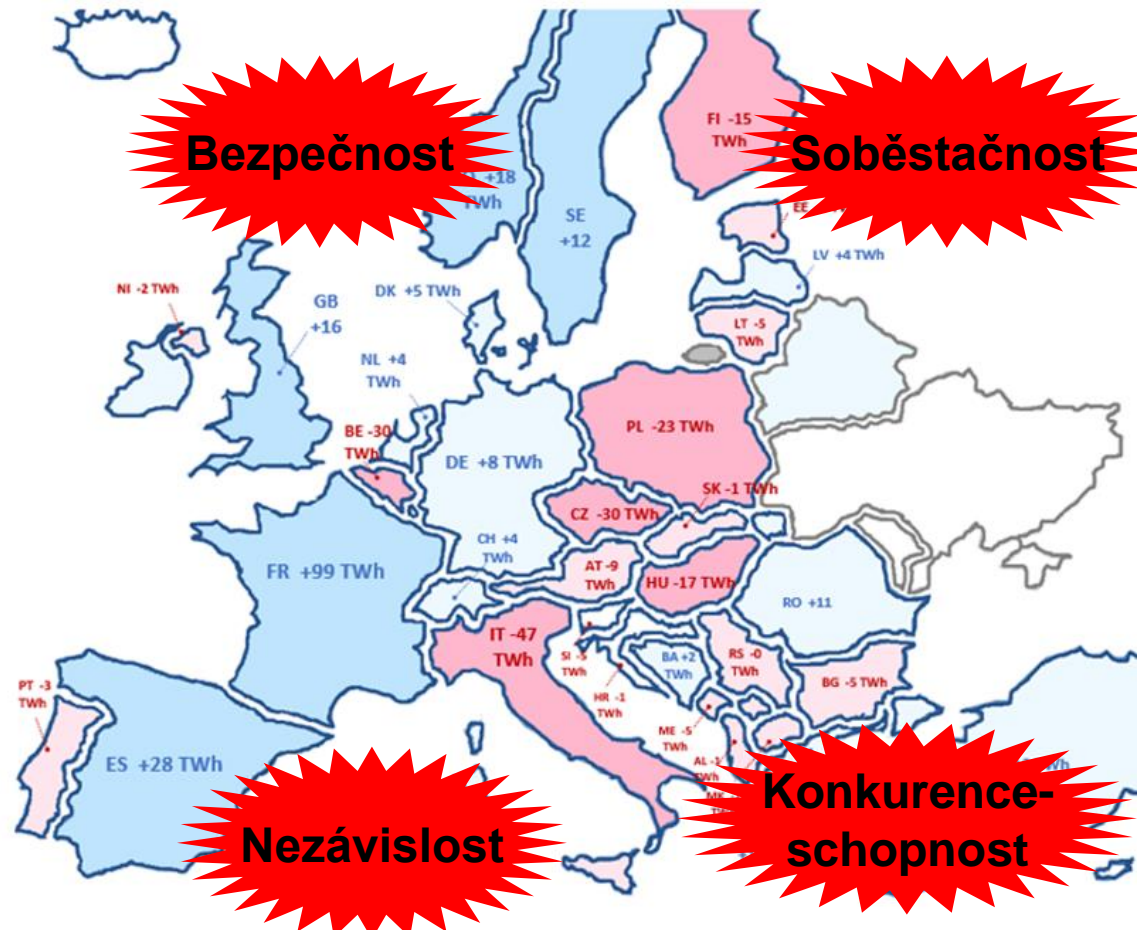 Bezpečnost
Soběstačnost
FI -15
TWh
+18
TWh
SE
+12
EE
LV +4 TWh
NI -2 TWh
GB
+16
DK +5 TWh
LT -5
TWh
NL +4
TWh
BE -30
TWh
PL -23 TWh
DE +8 TWh
SK -1 TWh
CZ -30 TWh
CH +4
TWh
FR +99 TWh
AT -9
TWh
HU -17 TWh
RO +11
IT -47
TWh
SI -5
TWh
BA +2
TWh
RS -0
TWh
BG -5 TWh
HR -1
TWh
PT -3
TWh
ME -5
TWh
ES +28 TWh
AL -1
TWh
Konkurence-
schopnost
Nezávislost